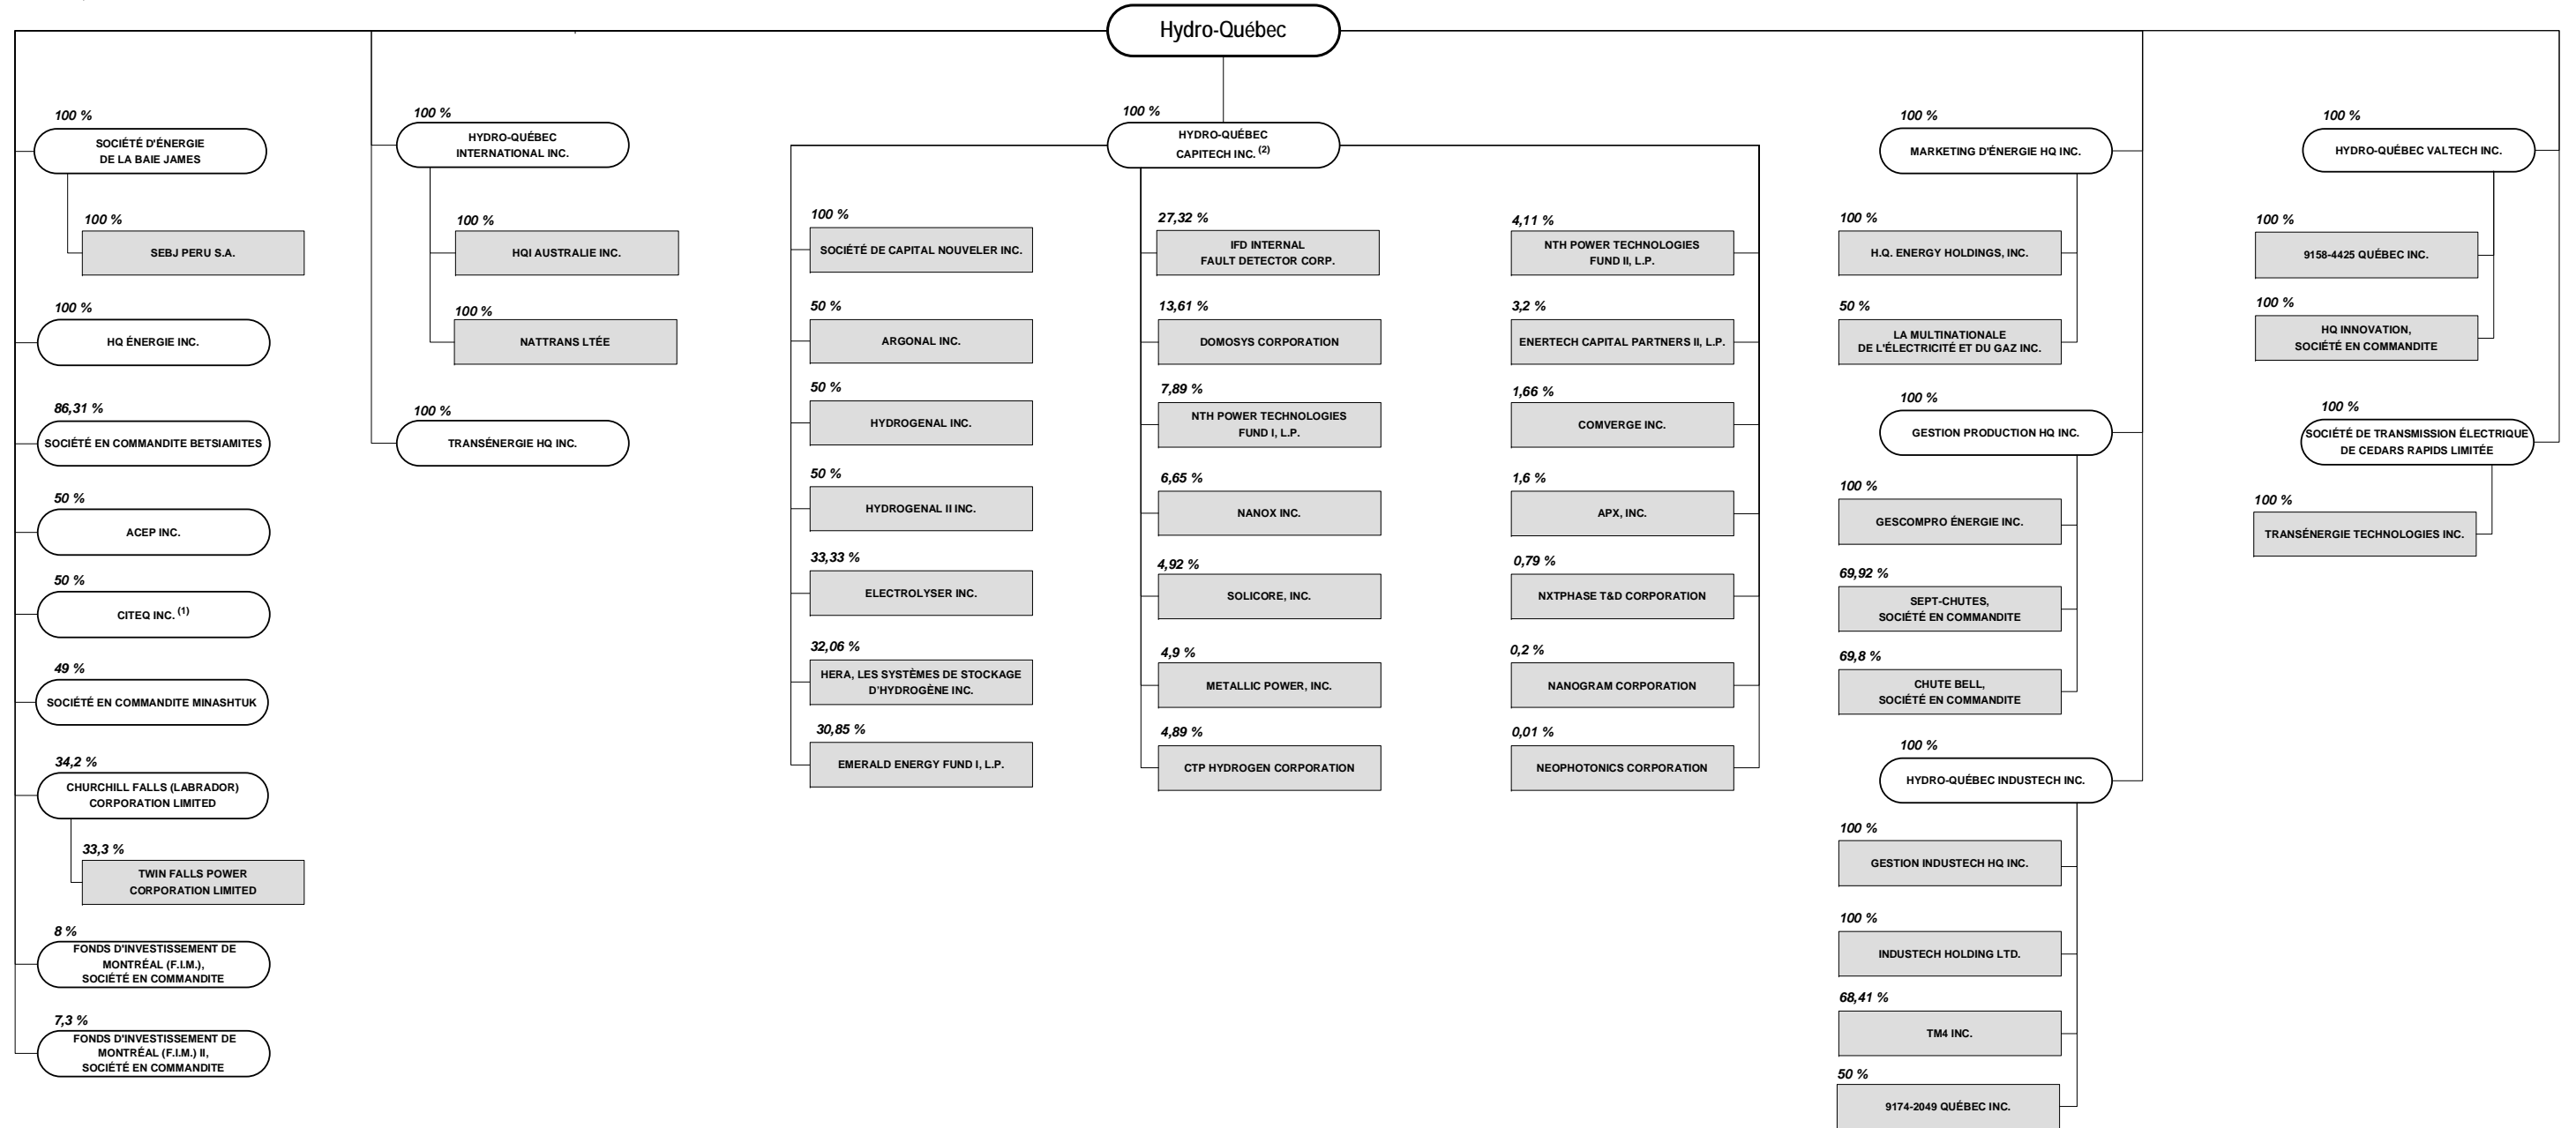 Hydro-Québec
100 %
SOCIÉTÉ D'ÉNERGIE
DE LA BAIE JAMES
100 %
SEBJ PERU S.A.
100 %
HQ ÉNERGIE INC.
86,31 %
SOCIÉTÉ EN COMMANDITE BETSIAMITES
50 %
ACEP INC.
50 %
CITEQ INC. (1)
49 %
SOCIÉTÉ EN COMMANDITE MINASHTUK
34,2 %
CHURCHILL FALLS (LABRADOR)
CORPORATION LIMITED
33,3 %
TWIN FALLS POWER
CORPORATION LIMITED
8 %
FONDS D'INVESTISSEMENT DE
MONTRÉAL (F.I.M.),
SOCIÉTÉ EN COMMANDITE
7,3 %
FONDS D'INVESTISSEMENT DE
MONTRÉAL (F.I.M.) II,
SOCIÉTÉ EN COMMANDITE
100 %
HYDRO-QUÉBEC
INTERNATIONAL INC.
100 %
HQI AUSTRALIE INC.
100 %
NATTRANS LTÉE
100 %
TRANSÉNERGIE HQ INC.
100 %
HYDRO-QUÉBEC
CAPITECH INC. (2)
100 %
SOCIÉTÉ DE CAPITAL NOUVELER INC.
50 %
ARGONAL INC.
50 %
HYDROGENAL INC.
50 %
HYDROGENAL II INC.
33,33 %
ELECTROLYSER INC.
32,06 %
HERA, LES SYSTÈMES DE STOCKAGE
D'HYDROGÈNE INC.
30,85 %
EMERALD ENERGY FUND I, L.P.
27,32 %
IFD INTERNAL
FAULT DETECTOR CORP.
13,61 %
DOMOSYS CORPORATION
7,89 %
NTH POWER TECHNOLOGIES
FUND I, L.P.
6,65 %
NANOX INC.
4,92 %
SOLICORE, INC.
4,9 %
METALLIC POWER, INC.
4,89 %
CTP HYDROGEN CORPORATION
4,11 %
NTH POWER TECHNOLOGIES
FUND II, L.P.
3,2 %
ENERTECH CAPITAL PARTNERS II, L.P.
1,66 %
COMVERGE INC.
1,6 %
APX, INC.
0,79 %
NXTPHASE T&D CORPORATION
0,2 %
NANOGRAM CORPORATION
0,01 %
NEOPHOTONICS CORPORATION
100 %
MARKETING D'ÉNERGIE HQ INC.
100 %
H.Q. ENERGY HOLDINGS, INC.
50 %
LA MULTINATIONALE
DE L'ÉLECTRICITÉ ET DU GAZ INC.
100 %
GESTION PRODUCTION HQ INC.
100 %
GESCOMPRO ÉNERGIE INC.
69,92 %
SEPT-CHUTES,
SOCIÉTÉ EN COMMANDITE
69,8 %
CHUTE BELL,
SOCIÉTÉ EN COMMANDITE
100 %
HYDRO-QUÉBEC INDUSTECH INC.
100 %
GESTION INDUSTECH HQ INC.
100 %
INDUSTECH HOLDING LTD.
68,41 %
TM4 INC.
50 %
9174-2049 QUÉBEC INC.
100 %
HYDRO-QUÉBEC VALTECH INC.
100 %
9158-4425 QUÉBEC INC.
100 %
HQ INNOVATION,
SOCIÉTÉ EN COMMANDITE
100 %
SOCIÉTÉ DE TRANSMISSION ÉLECTRIQUE
DE CEDARS RAPIDS LIMITÉE
100 %
TRANSÉNERGIE TECHNOLOGIES INC.